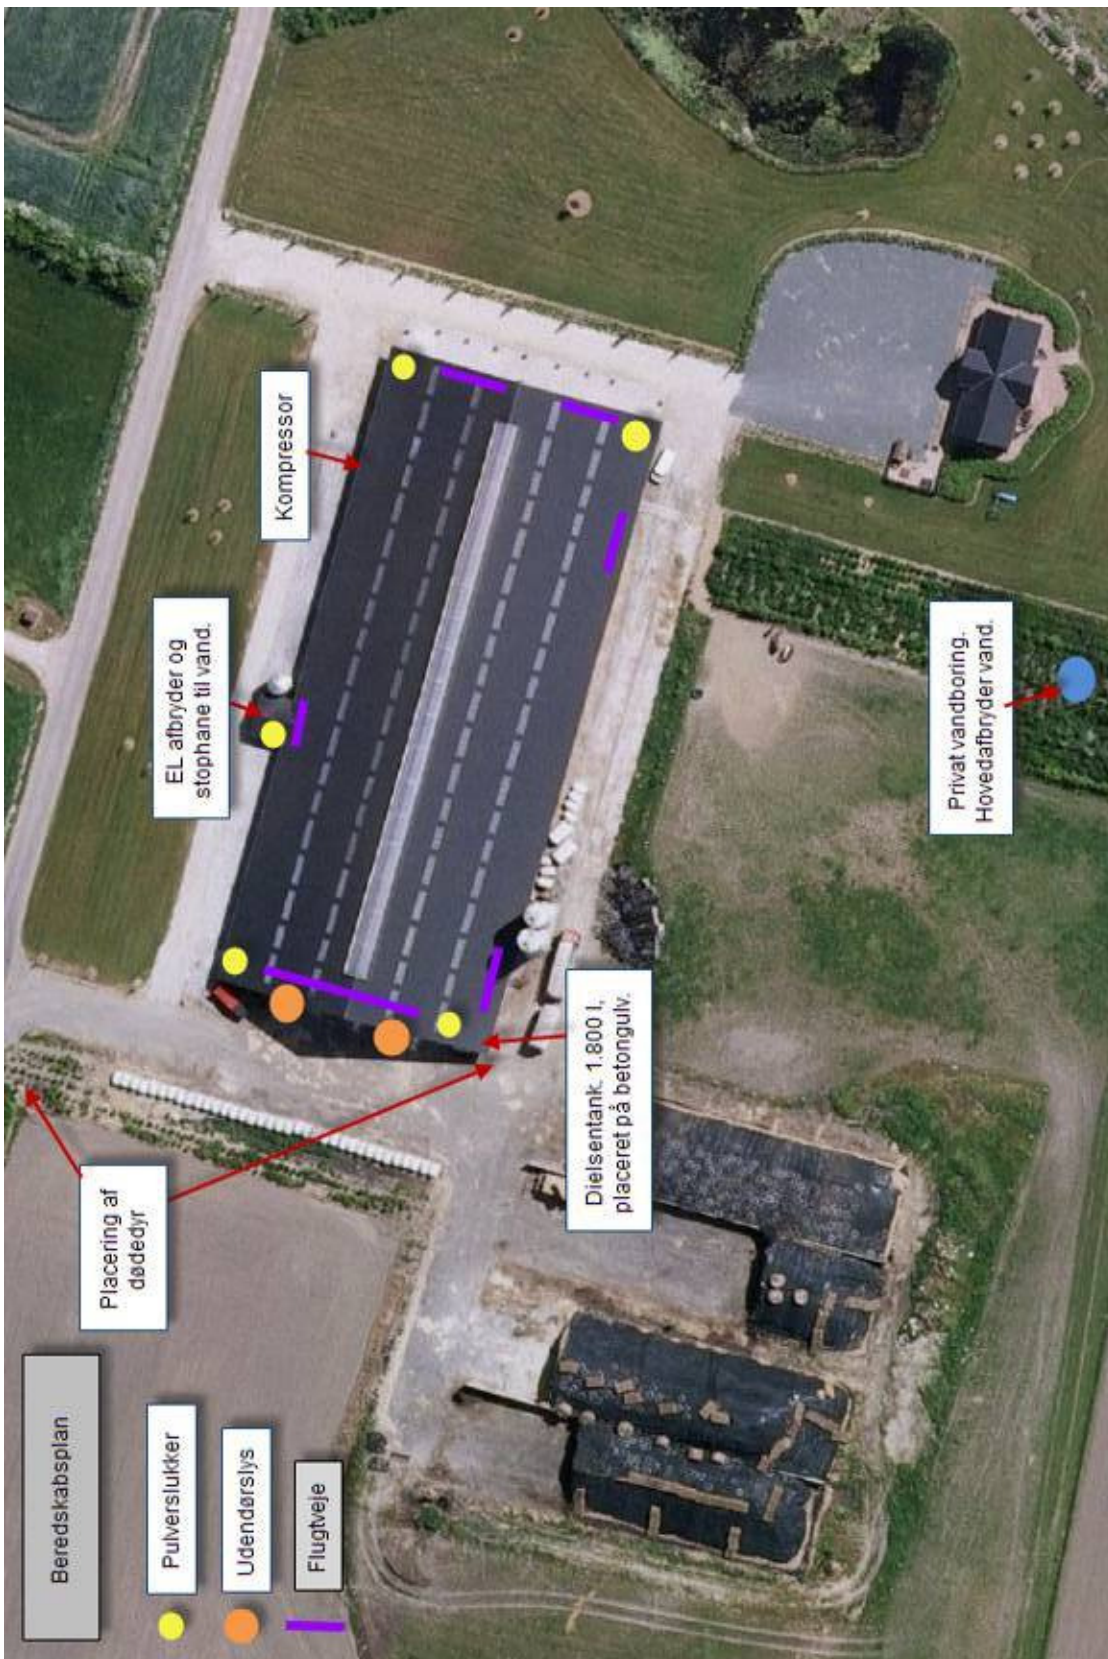 Beredskabsplan
Pulverslukker
Udendørslys
Flugtveje
Placering af
dødedyr
EL afbryder og
stophane til vand.
Kompressor
Dielsentank. 1.800 l,
placeret på betongulv.
Privat vandboring.
Hovedafbryder vand.